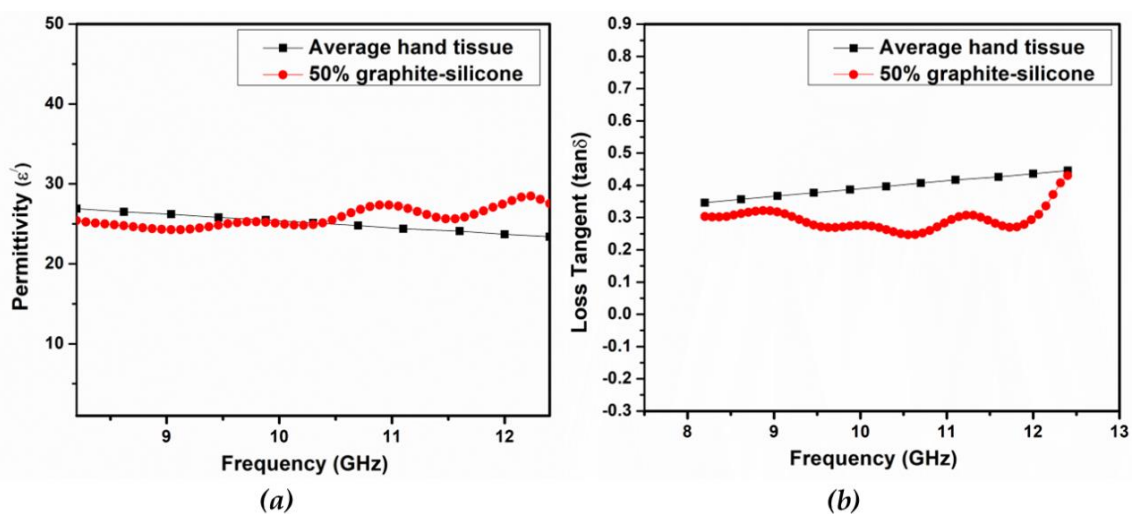 Average hand tissue
50% graphite-silicone
50
40
30
20
10
Permittivity (ε′)
9
10
11
12
Frequency (GHz)
(a)
Average hand tissue
50% graphite-silicone
0.9
0.8
0.7
0.6
0.5
0.4
0.3
0.2
0.1
0.0
-0.1
-0.2
-0.3
Loss Tangent (tanδ)
8
9
10
11
12
13
Frequency (GHz)
(b)